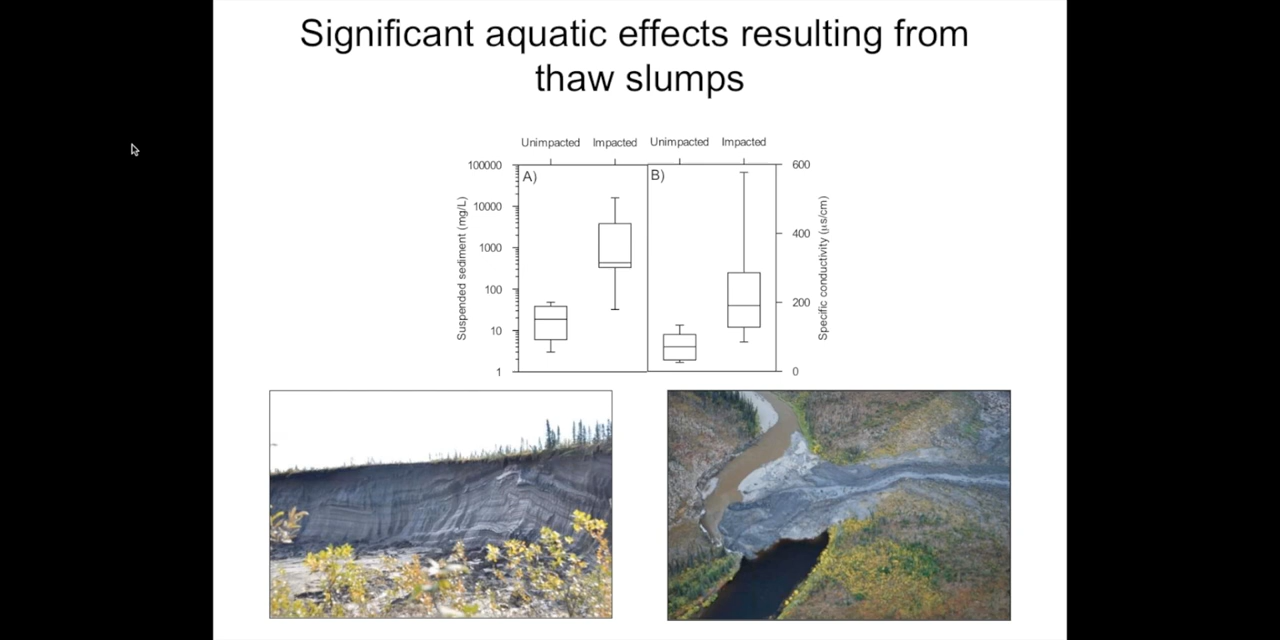 Significant aquatic effects resulting from
thaw slumps
Unimpacted Impacted Unimpacted Impacted
A)
B)
Suspended sediment (mg/L)
100000
10000
1000
100
10
1
600
400
200
0
Specific conductivity (µs/cm)